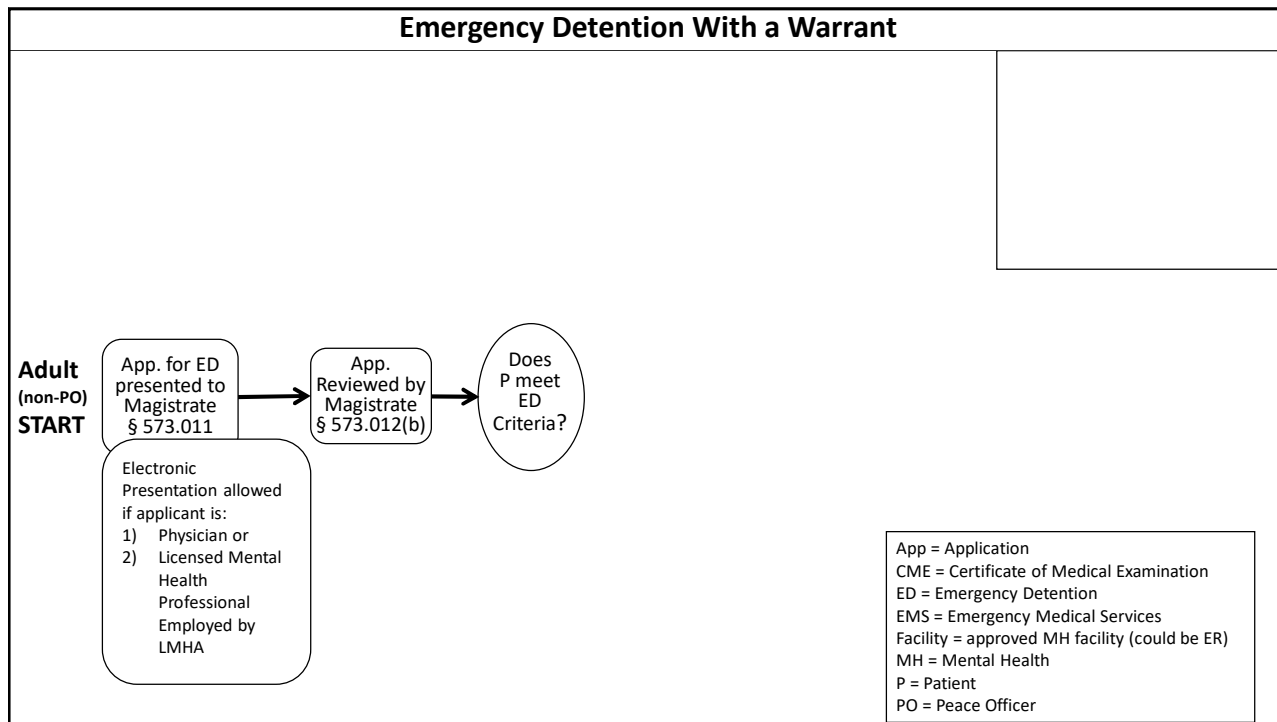 Emergency Detention With a Warrant
Adult
(non-PO)
START
App. for ED
presented to
Magistrate
§ 573.011
Electronic
Presentation allowed
if applicant is:
1) Physician or
2) Licensed Mental
Health
Professional
Employed by
LMHA
App.
Reviewed by
Magistrate
§ 573.012(b)
Does
P meet
ED
Criteria?
App = Application
CME = Certificate of Medical Examination
ED = Emergency Detention
EMS = Emergency Medical Services
Facility = approved MH facility (could be ER)
MH = Mental Health
P = Patient
PO = Peace Officer